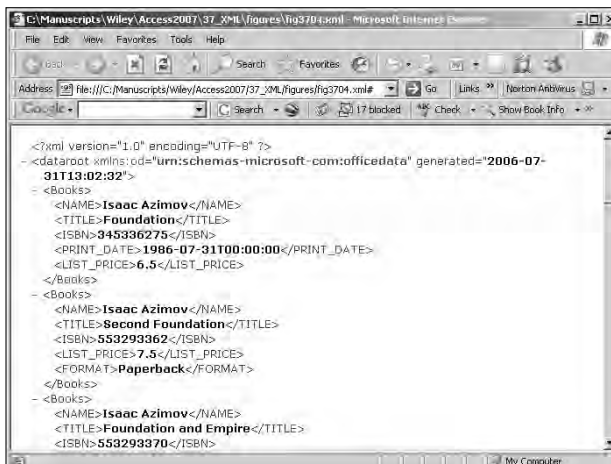 C:\Manuscripts\Wiley\Access2007\37_XML\figures\fig3704.xml - Microsoft Internet
File Edit View Favorites Tools Help
Search Favorites
Address file:///C:/Manuscripts/Wiley/Access2007/37_XML/figures/fig3704.xml# Go Links » Norton AntiVirus
Google Search 17 blocked Check Show Book Info »
<?xml version="1.0" encoding="UTF-8" ?>
- <dataroot xmlns:od="urn:schemas-microsoft-com:officedata" generated="2006-07-
31T13:02:32">
- <Books>
<NAME>Isaac Azimov</NAME>
<TITLE>Foundation</TITLE>
<ISBN>345336275</ISBN>
<PRINT_DATE>1986-07-31T00:00:00</PRINT_DATE>
<LIST_PRICE>6.5</LIST_PRICE>
</Books>
- <Books>
<NAME>Isaac Azimov</NAME>
<TITLE>Second Foundation</TITLE>
<ISBN>553293362</ISBN>
<LIST_PRICE>7.5</LIST_PRICE>
<FORMAT>Paperback</FORMAT>
</Books>
- <Books>
<NAME>Isaac Azimov</NAME>
<TITLE>Foundation and Empire</TITLE>
<ISBN>553293370</ISBN>
My Computer